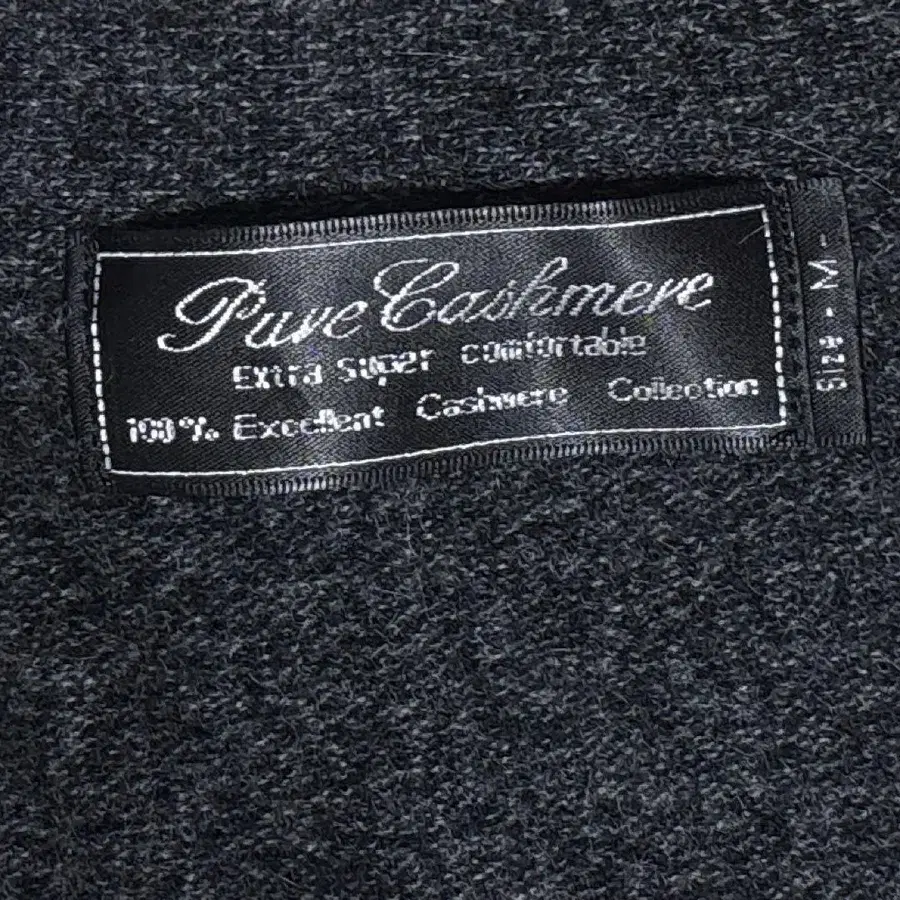 Pure Cashmere
Extra Super comfortable
100% Excellent Cashmere Collection
Size - M -